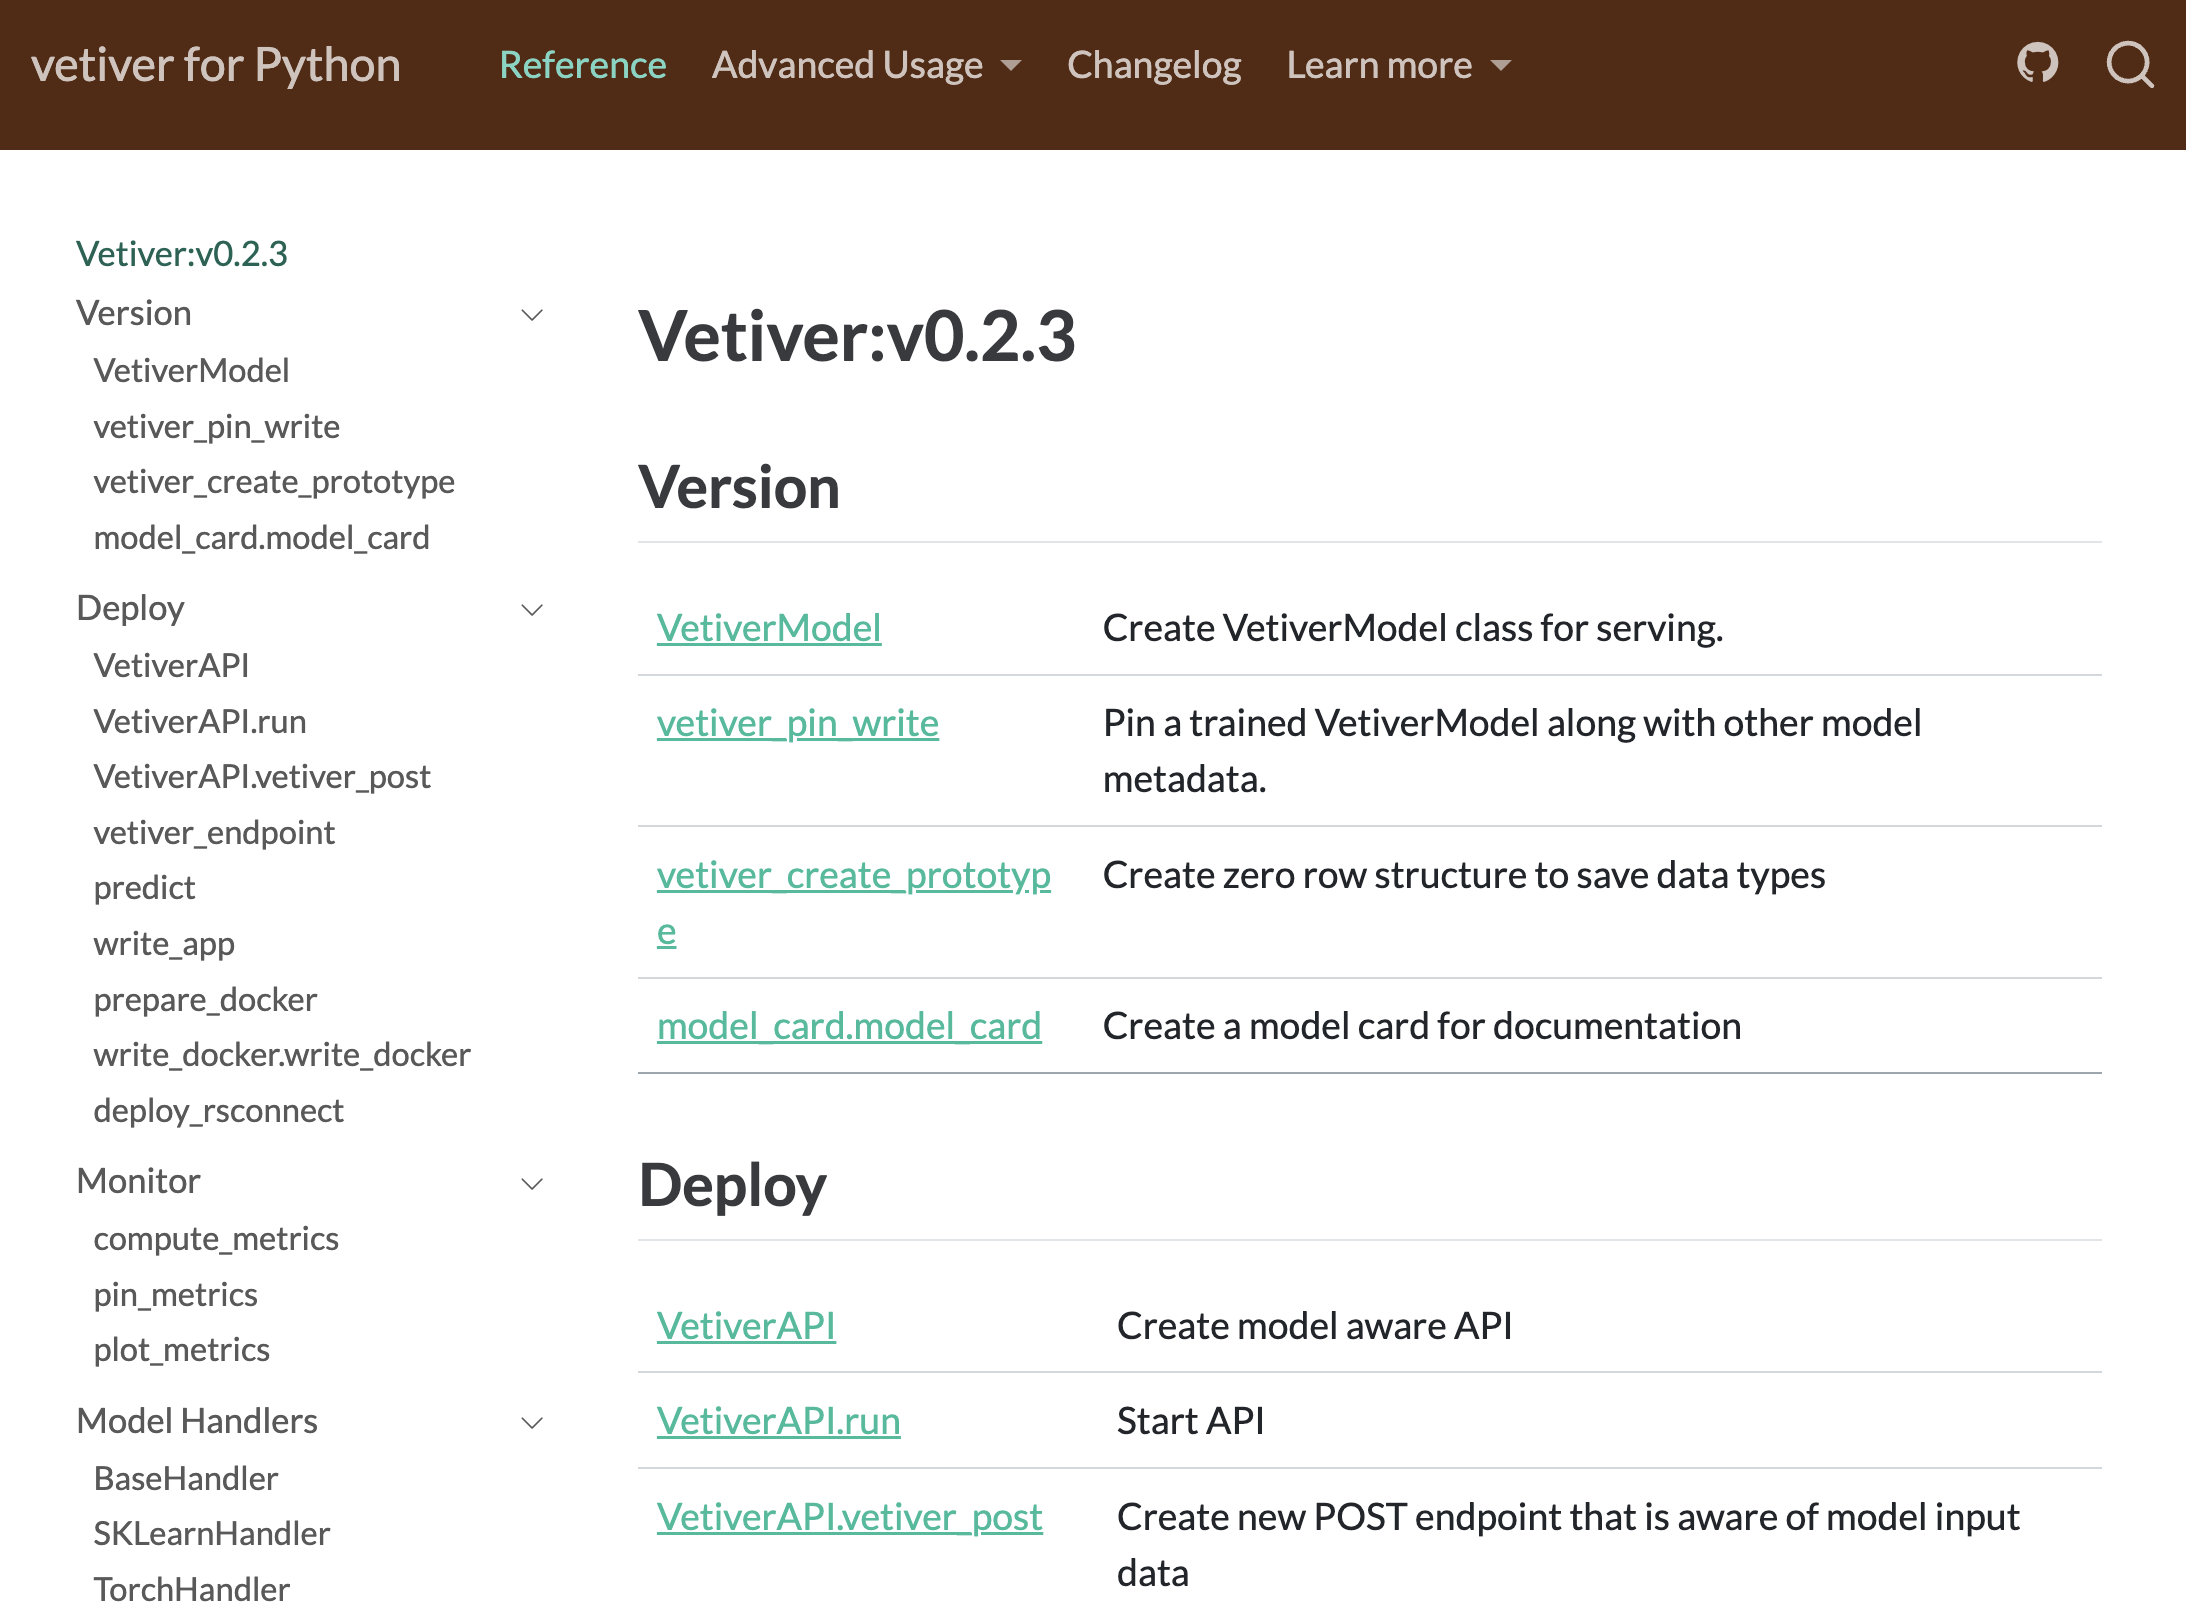 vetiver for Python
Reference
Advanced Usage
Changelog
Learn more
Vetiver:v0.2.3
Version
VetiverModel
vetiver_pin_write
vetiver_create_prototype
model_card.model_card
Deploy
VetiverAPI
VetiverAPI.run
VetiverAPI.vetiver_post
vetiver_endpoint
predict
write_app
prepare_docker
write_docker.write_docker
deploy_rsconnect
Monitor
compute_metrics
pin_metrics
plot_metrics
Model Handlers
BaseHandler
SKLearnHandler
TorchHandler
Vetiver:v0.2.3
Version
VetiverModel Create VetiverModel class for serving.
vetiver_pin_write Pin a trained VetiverModel along with other model
metadata.
vetiver_create_prototyp Create zero row structure to save data types
e
model_card.model_card Create a model card for documentation
Deploy
VetiverAPI Create model aware API
VetiverAPI.run Start API
VetiverAPI.vetiver_post Create new POST endpoint that is aware of model input
data